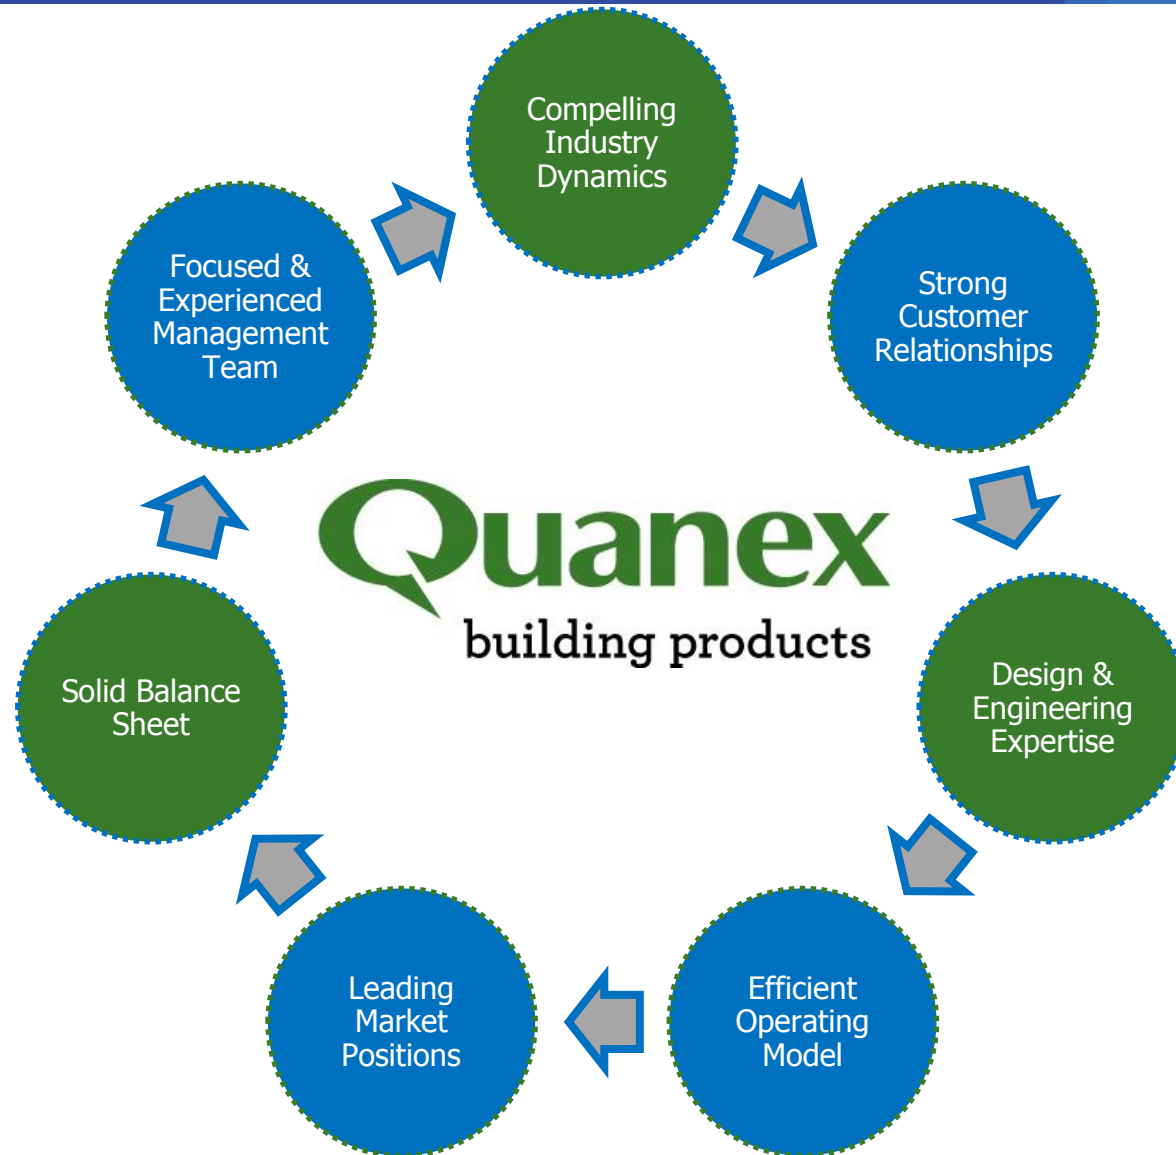 Compelling
Industry
Dynamics
Strong
Customer
Relationships
Design &
Engineering
Expertise
Efficient
Operating
Model
Leading
Market
Positions
Solid Balance
Sheet
Focused &
Experienced
Management
Team
Quanex
building products